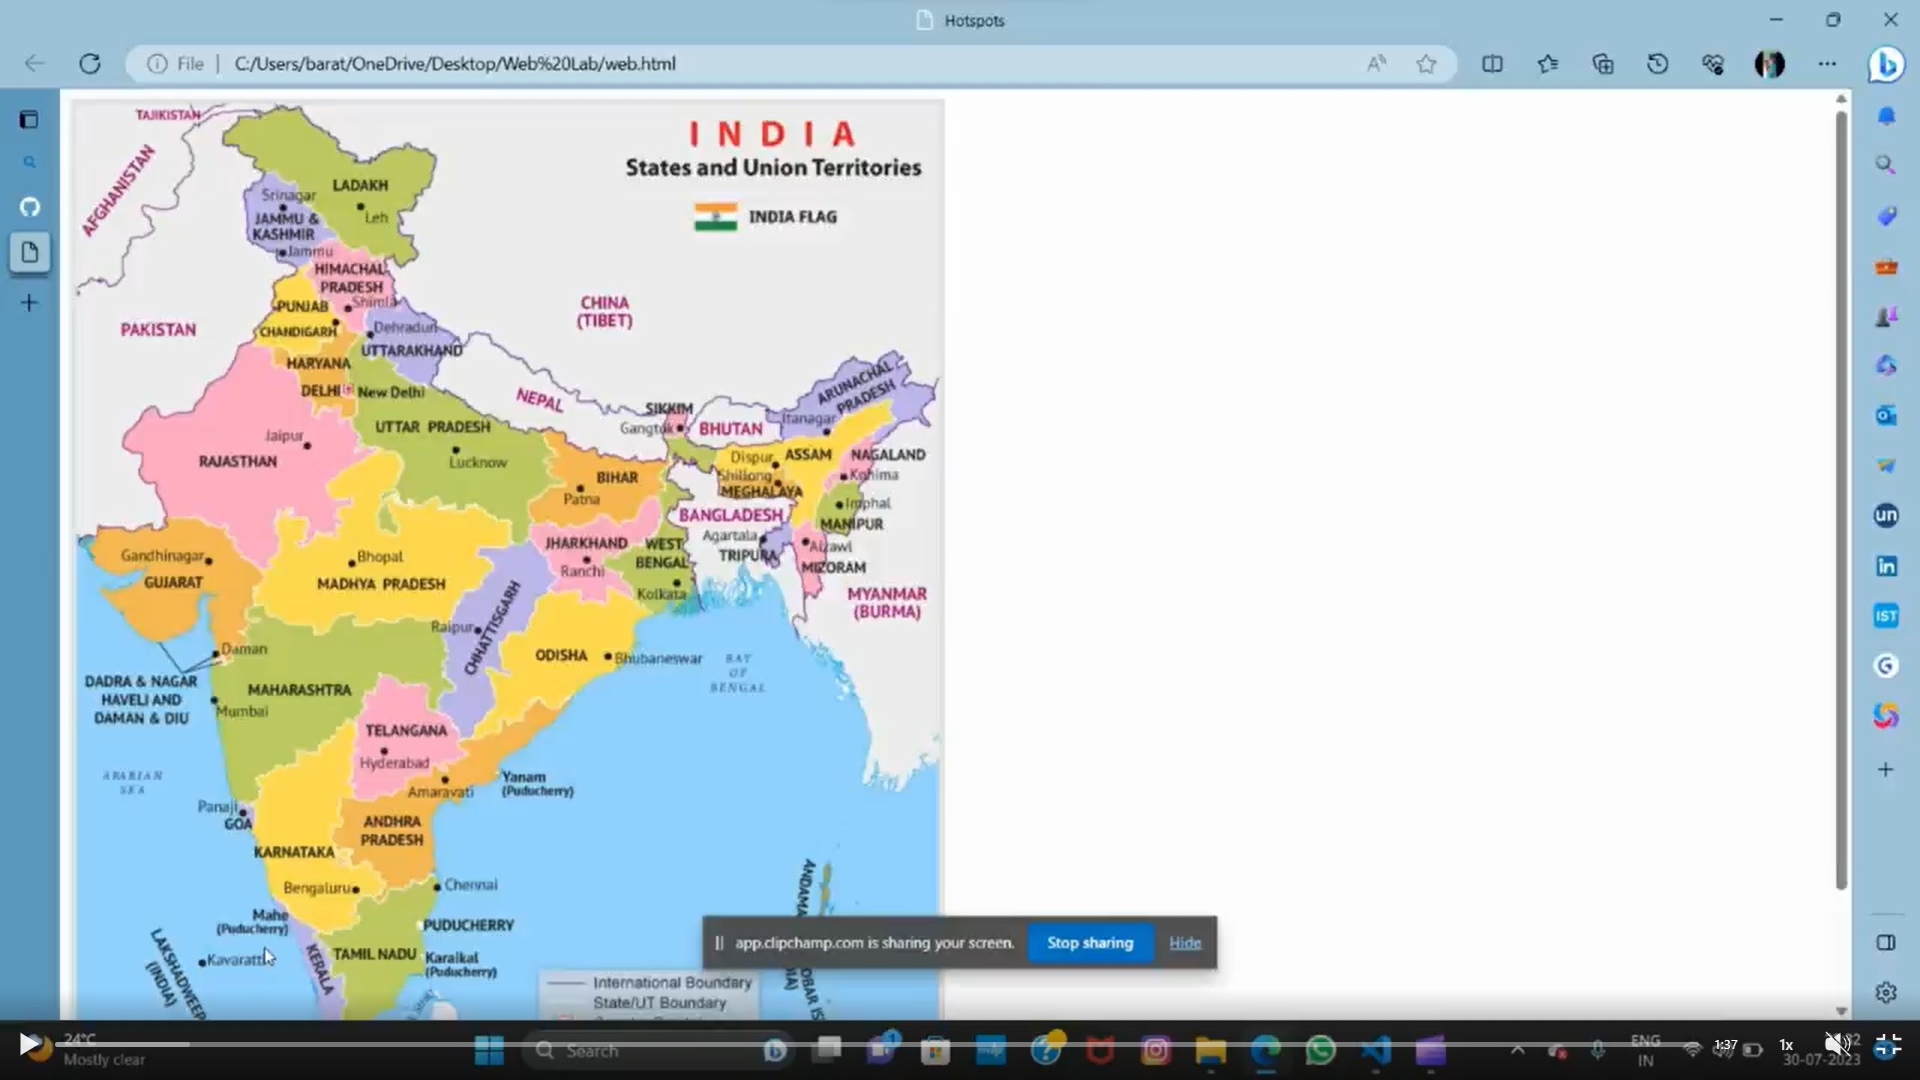 Hotspots
File
C:/Users/barat/OneDrive/Desktop/Web%20Lab/web.html
TAJIKISTAN
AFGHANISTAN
INDIA
States and Union Territories
INDIA FLAG
LADAKH
Leh
Srinagar
JAMMU &
KASHMIR
Jammu
HIMACHAL
PRADESH
Shimla
PUNJAB
CHANDIGARH
Dehradun
UTTARAKHAND
PAKISTAN
CHINA
(TIBET)
HARYANA
DELHI
New Delhi
NEPAL
SIKKIM
Gangtok
BHUTAN
ARUNACHAL
PRADESH
Itanagar
UTTAR PRADESH
Lucknow
Jaipur
RAJASTHAN
BIHAR
Patna
Dispur
ASSAM
NAGALAND
Kohima
Shillong
MEGHALAYA
Imphal
MANIPUR
BANGLADESH
Agartala
TRIPURA
Aizawl
MIZORAM
MYANMAR
(BURMA)
Gandhinagar
GUJARAT
Bhopal
MADHYA PRADESH
JHARKHAND
Ranchi
WEST
BENGAL
Kolkata
CHHATTISGARH
Raipur
ODISHA
Bhubaneswar
BAY
OF
BENGAL
Daman
DADRA & NAGAR
HAVELI AND
DAMAN & DIU
MAHARASHTRA
Mumbai
TELANGANA
Hyderabad
Amaravati
Yanam
(Puducherry)
ARABIAN
SEA
Panaji
GOA
ANDHRA
PRADESH
KARNATAKA
Bengaluru
Chennai
Mahe
(Puducherry)
PUDUCHERRY
LAKSHADWEEP
(INDIA)
Kavaratti
KERALA
TAMIL NADU
Karaikal
(Puducherry)
International Boundary
State/UT Boundary
app.clipchamp.com is sharing your screen.
Stop sharing
Hide
un
in
IST
24°C
Mostly clear
Search
1
ENG
IN
1:37
1x
30-07-2023